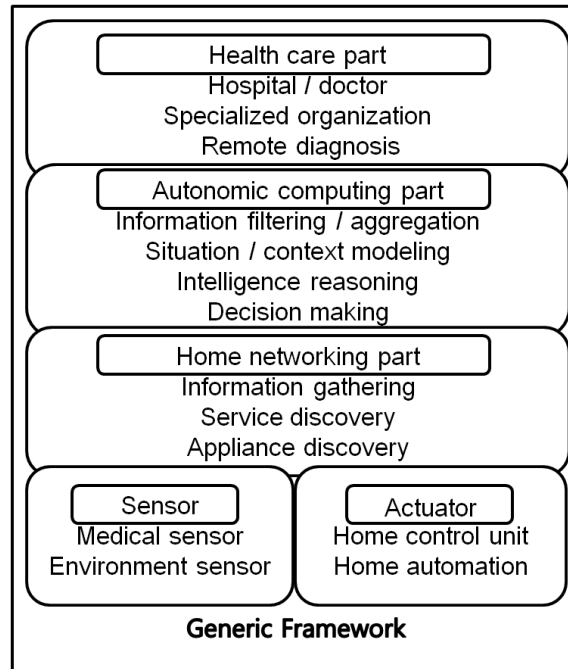 Health care part
Hospital / doctor
Specialized organization
Remote diagnosis
Autonomic computing part
Information filtering / aggregation
Situation / context modeling
Intelligence reasoning
Decision making
Home networking part
Information gathering
Service discovery
Appliance discovery
Sensor
Medical sensor
Environment sensor
Actuator
Home control unit
Home automation
Generic Framework